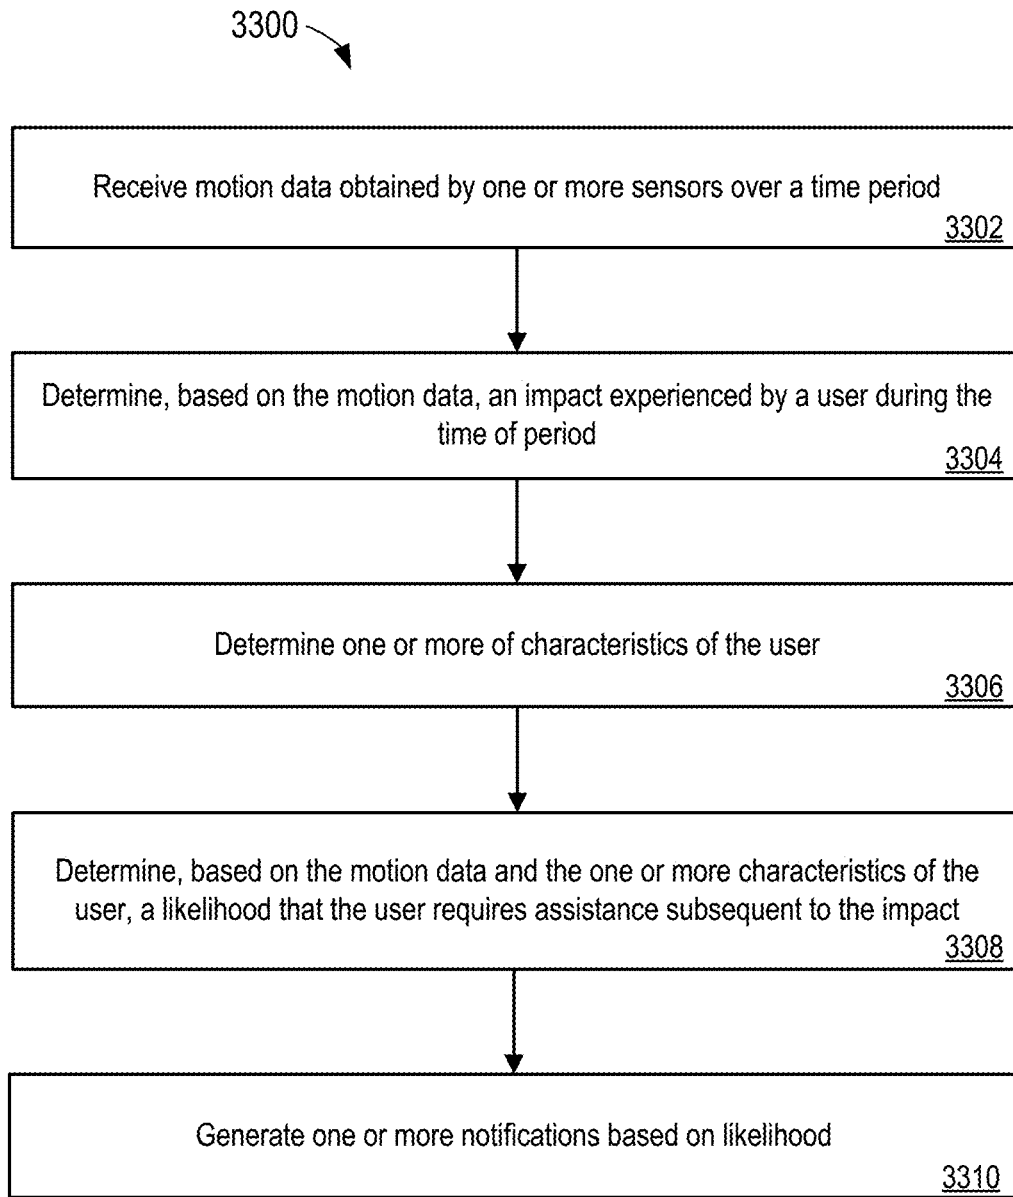 3300
Receive motion data obtained by one or more sensors over a time period
3302
Determine, based on the motion data, an impact experienced by a user during the
time of period
3304
Determine one or more of characteristics of the user
3306
Determine, based on the motion data and the one or more characteristics of the
user, a likelihood that the user requires assistance subsequent to the impact
3308
Generate one or more notifications based on likelihood
3310